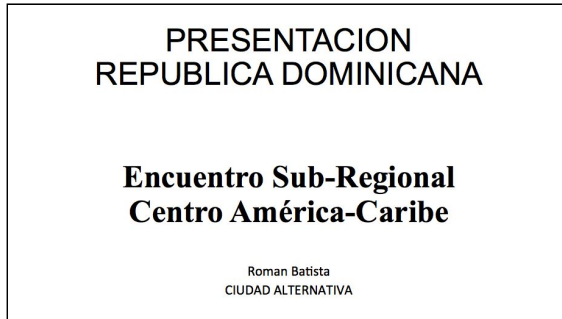 PRESENTACION
REPUBLICA DOMINICANA
Encuentro Sub-Regional
Centro América-Caribe
Roman Batista
CIUDAD ALTERNATIVA